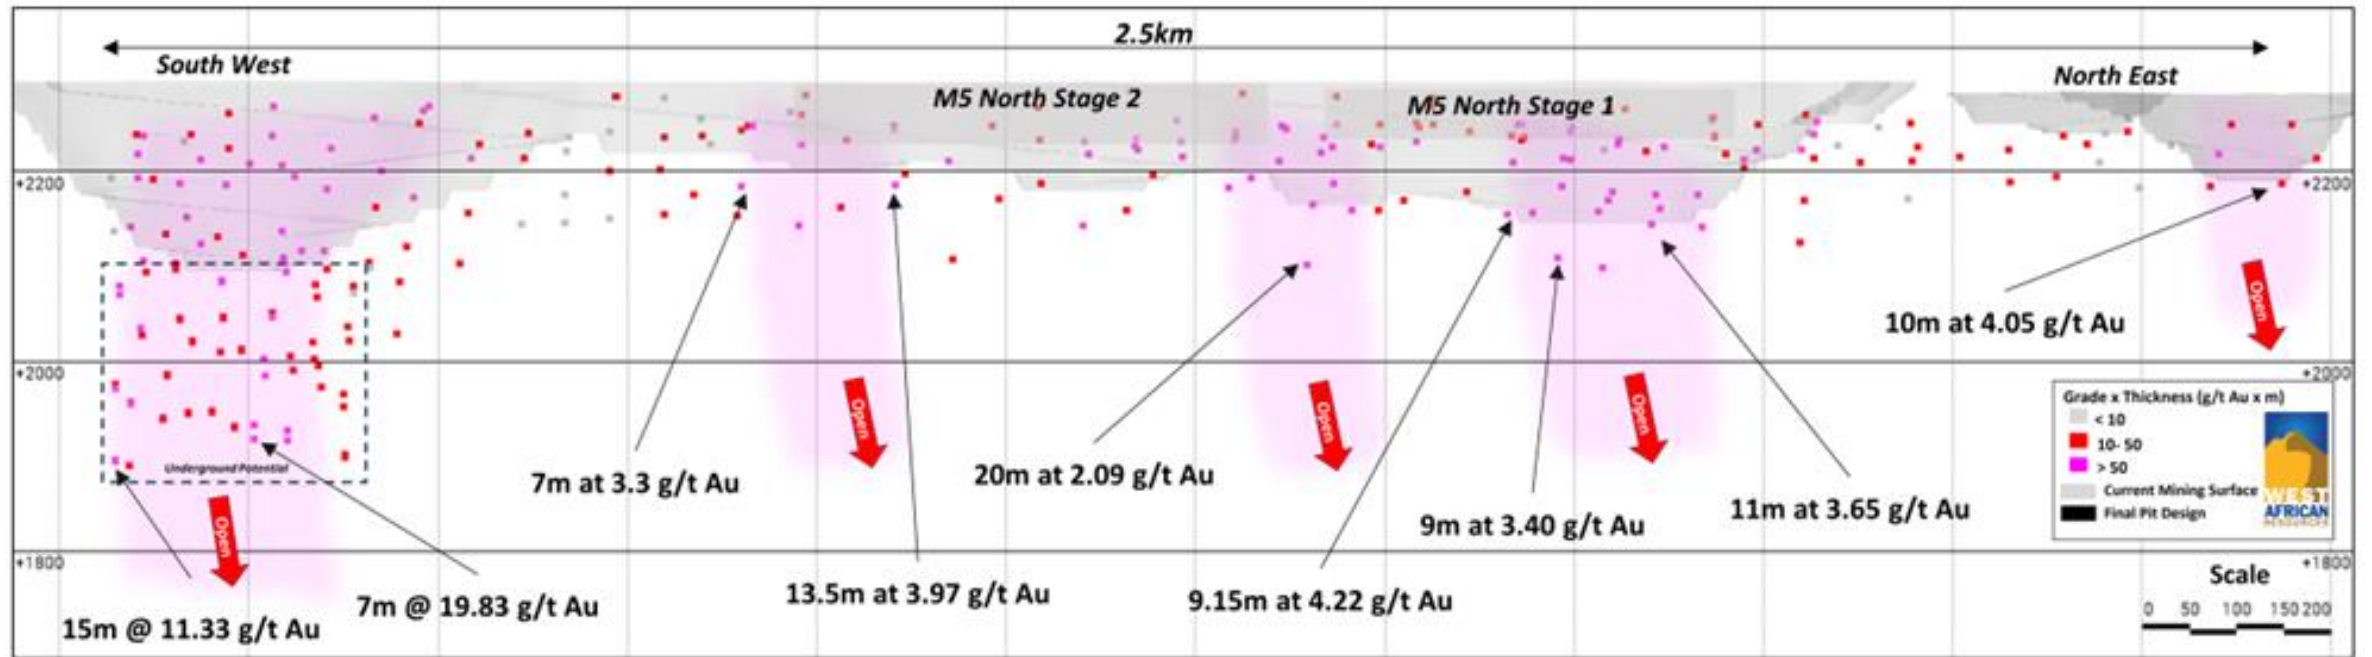 2.5km
South West
North East
M5 North Stage 2
M5 North Stage 1
+2200
+2200
10m at 4.05 g/t Au
Open
+2000
+2000
Open
Open
Open
Underground Potential
7m at 3.3 g/t Au
20m at 2.09 g/t Au
9m at 3.40 g/t Au
11m at 3.65 g/t Au
Grade x Thickness (g/t Au x m)
< 10
10- 50
> 50
Current Mining Surface
Final Pit Design
WEST
AFRICAN
RESOURCES
Open
+1800
+1800
15m @ 11.33 g/t Au
7m @ 19.83 g/t Au
13.5m at 3.97 g/t Au
9.15m at 4.22 g/t Au
Scale
0 50 100 150 200